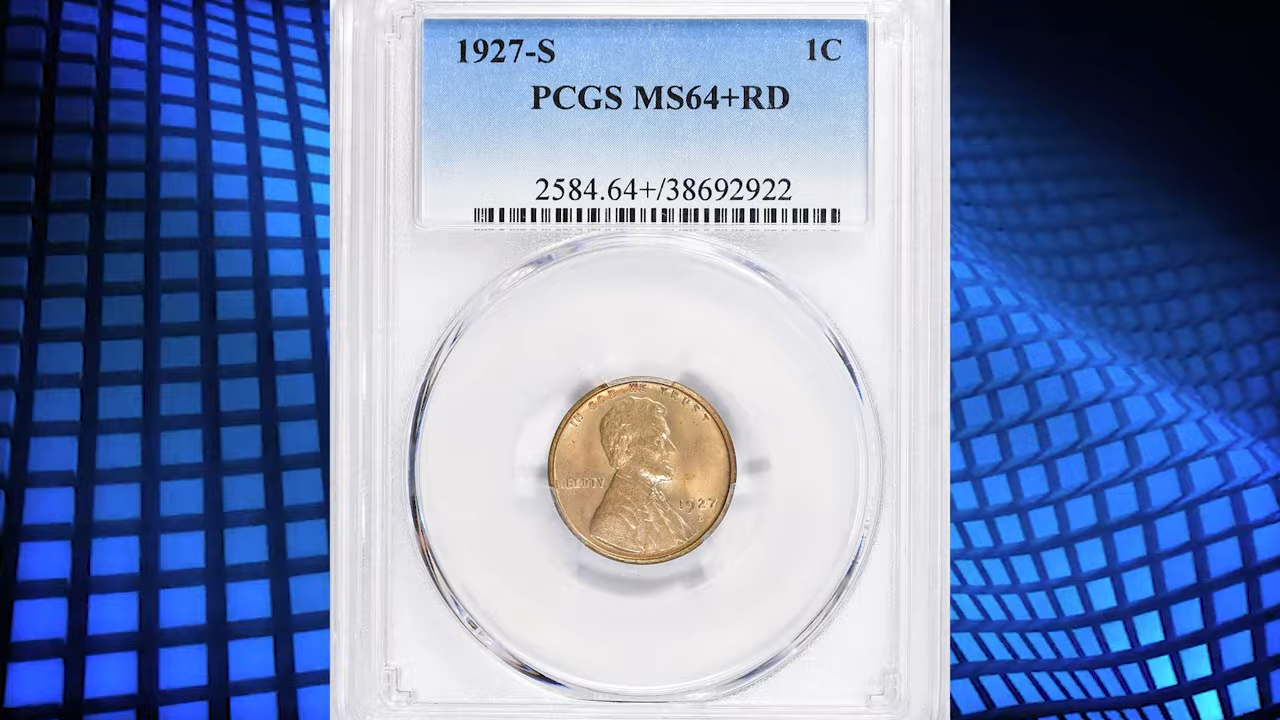 1927-S 1C
PCGS MS64+RD
2584.64+/38692922
IN GOD WE TRUST
LIBERTY
1927
S